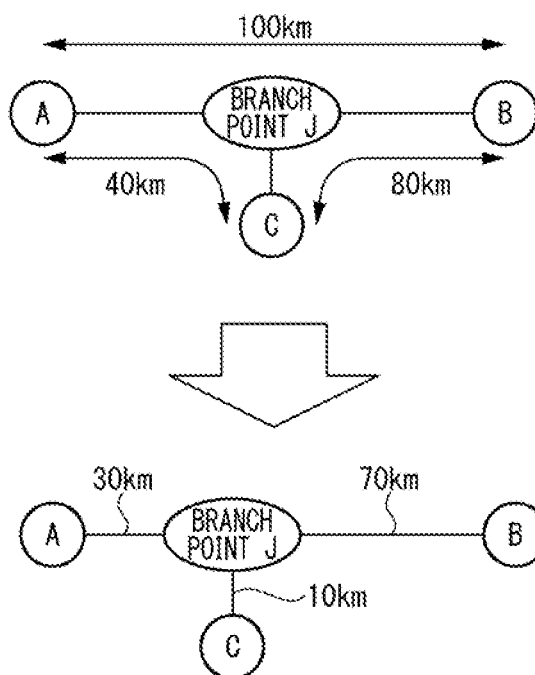 100km
A
BRANCH
POINT J
B
40km
80km
C
30km
70km
A
BRANCH
POINT J
B
10km
C